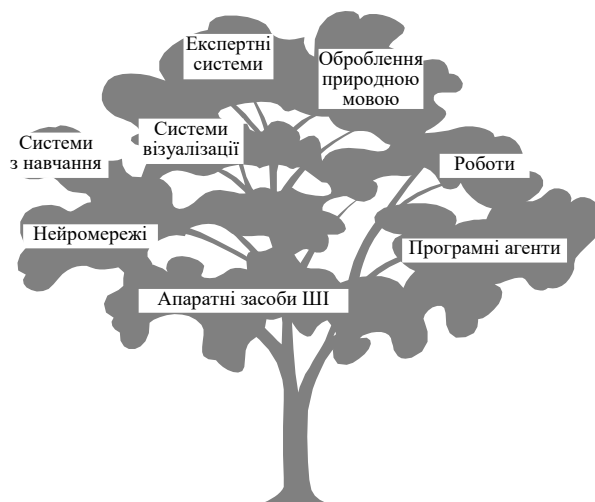 Експертні
системи
Оброблення
природною
мовою
Системи
візуалізації
Системи
з навчання
Роботи
Нейромережі
Програмні агенти
Апаратні засоби ШІ